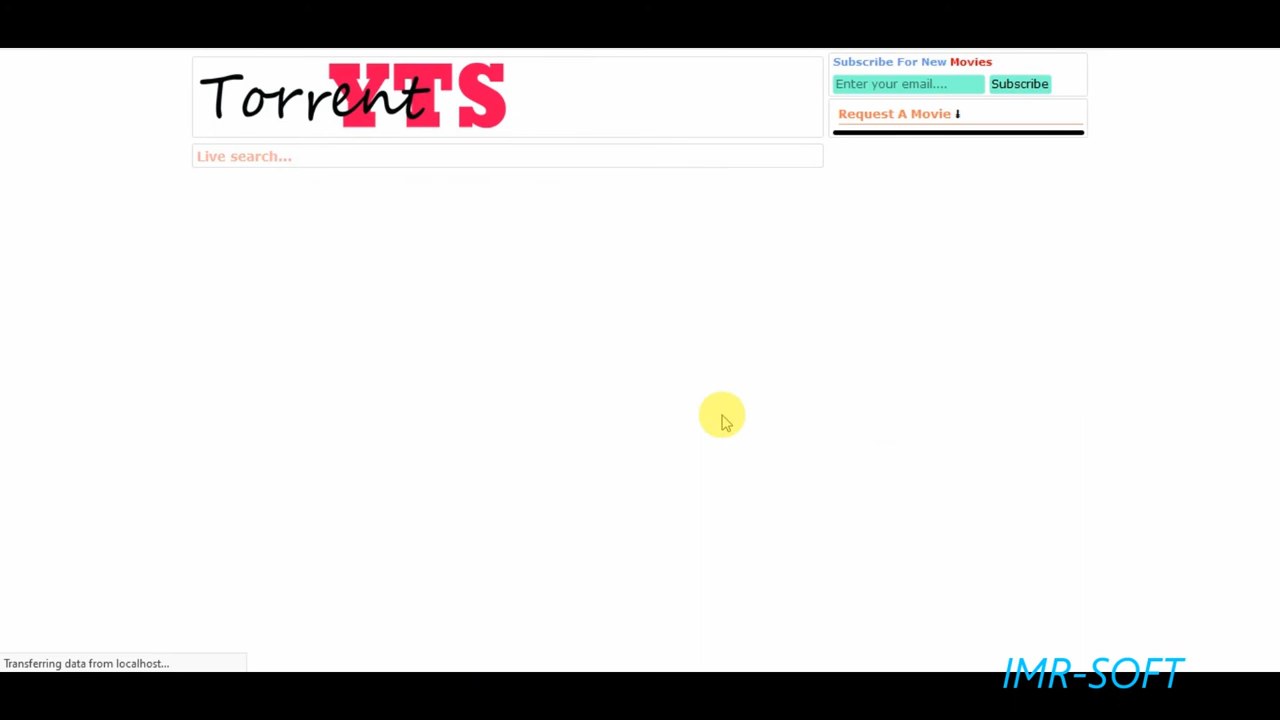 Torrent YTS
Subscribe For New Movies
Enter your email....
Subscribe
Request A Movie
Live search...
Transferring data from localhost...
IMR-SOFT